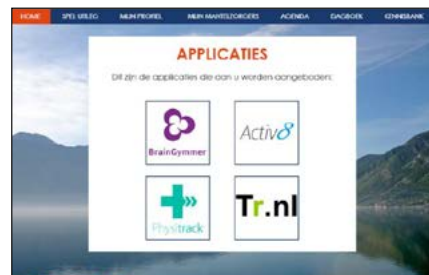 HOME SPEL UITLEG MIJN PROFIEL MIJN MANTELZORGERS AGENDA DAGBOEK KENNISBANK
APPLICATIES
Dit zijn de applicaties die aan u worden aangeboden:
BrainGymmer
Activ8
Physitrack
Tr.nl